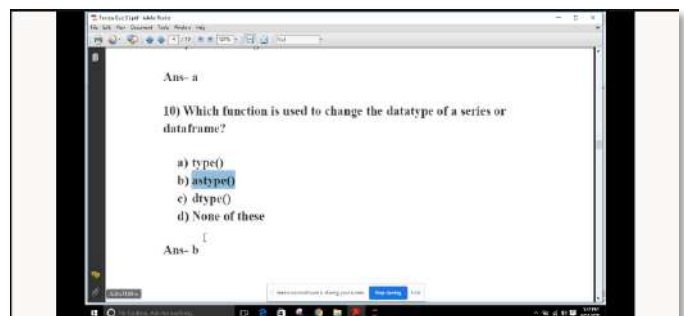 Ans- a
10) Which function is used to change the datatype of a series or
dataframe?
a) type()
b) astype()
c) dtype()
d) None of these
Ans- b